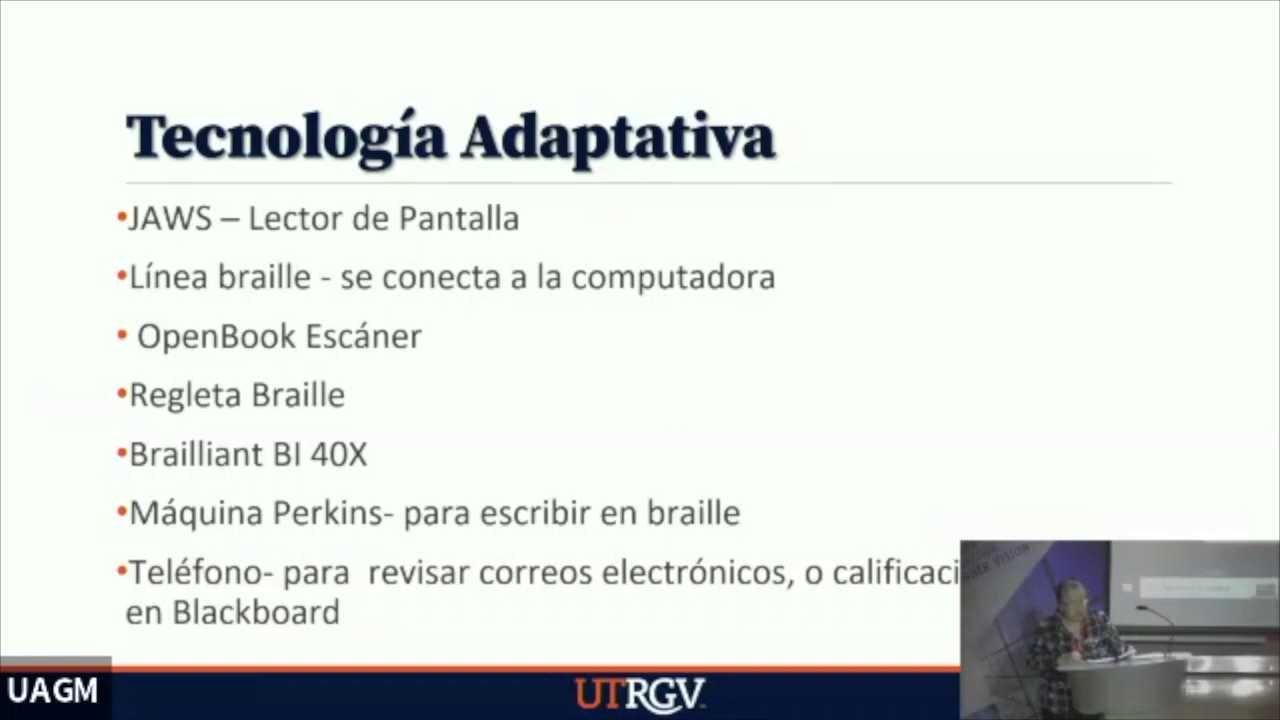 Tecnología Adaptativa
•JAWS – Lector de Pantalla
•Línea braille - se conecta a la computadora
• OpenBook Escáner
•Regleta Braille
•Brailliant BI 40X
•Máquina Perkins- para escribir en braille
•Teléfono- para  revisar correos electrónicos, o calificaci
en Blackboard
UAGM
UTRGV